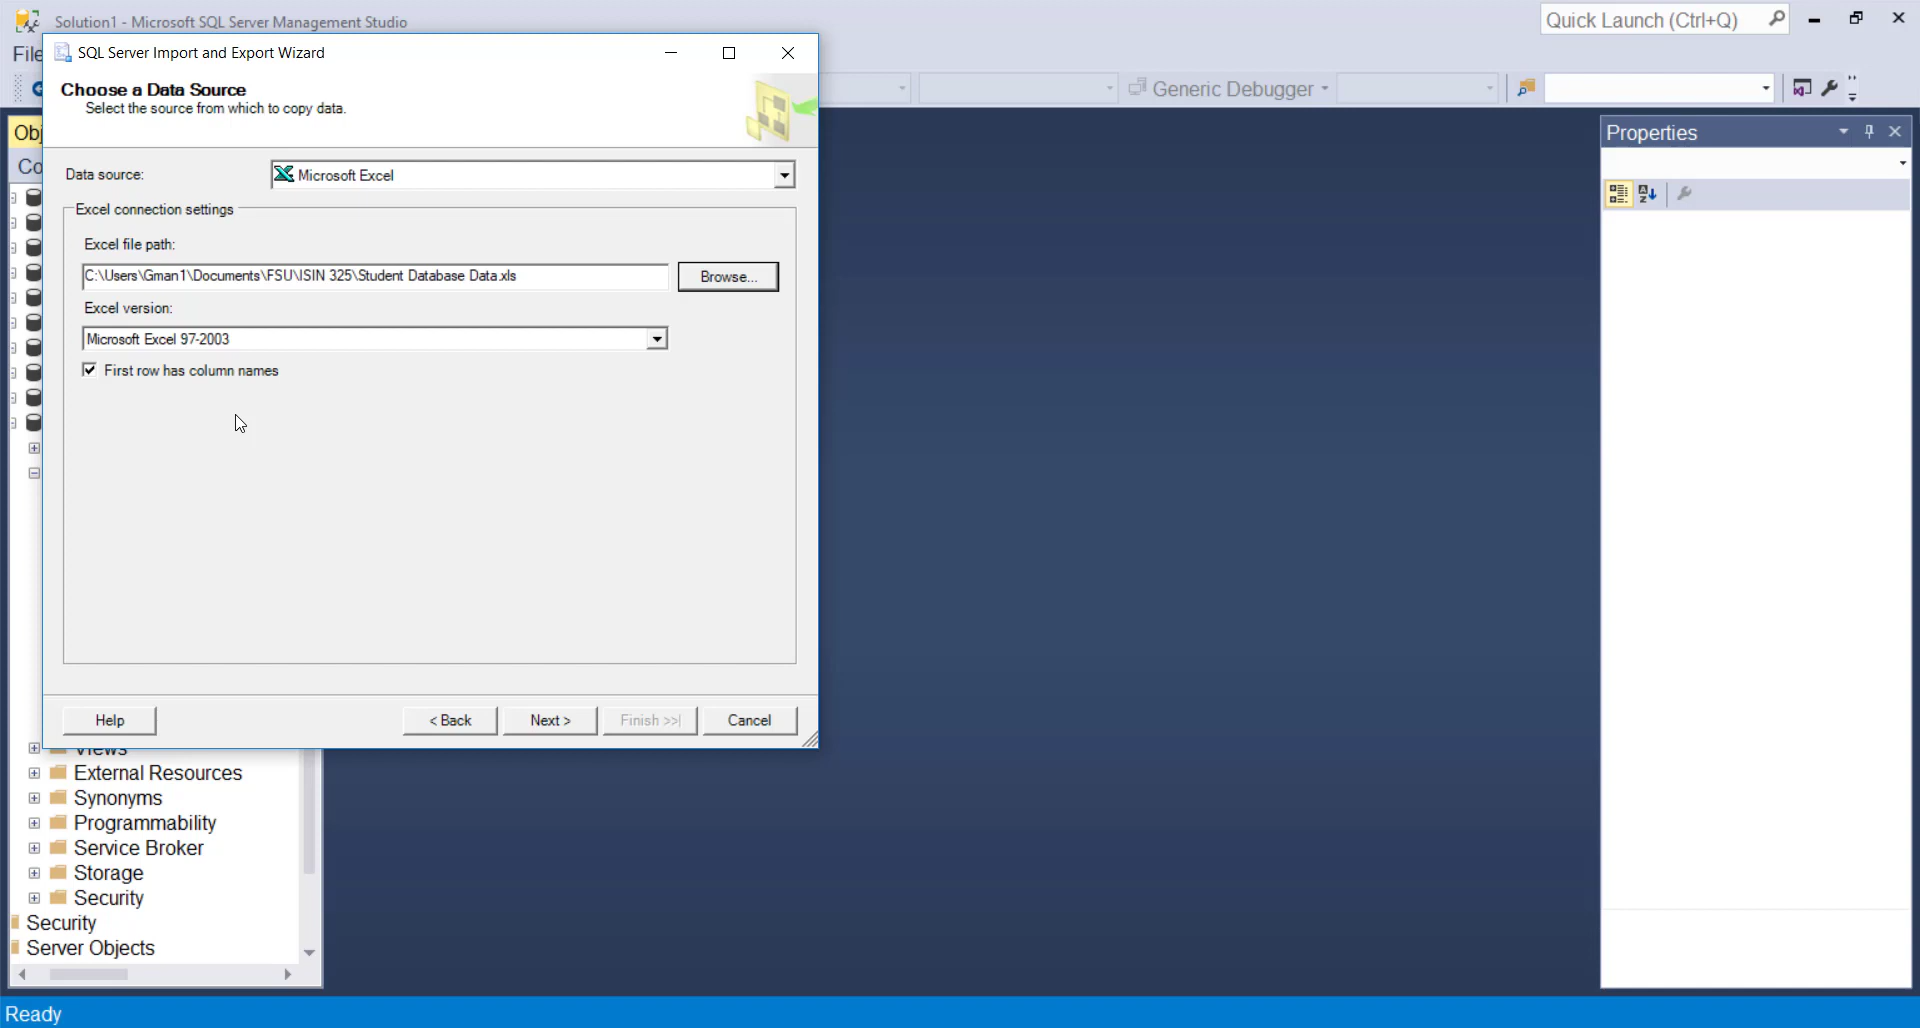 Solution1 - Microsoft SQL Server Management Studio
Quick Launch (Ctrl+Q)
File
SQL Server Import and Export Wizard
Generic Debugger
Choose a Data Source
Select the source from which to copy data.
Obj
Co
Properties
Data source:
Microsoft Excel
Excel connection settings
Excel file path:
C:\Users\Gman1\Documents\FSU\ISIN 325\Student Database Data.xls
Browse...
Excel version:
Microsoft Excel 97-2003
First row has column names
Help
< Back
Next >
Finish >>|
Cancel
Views
External Resources
Synonyms
Programmability
Service Broker
Storage
Security
Security
Server Objects
Ready